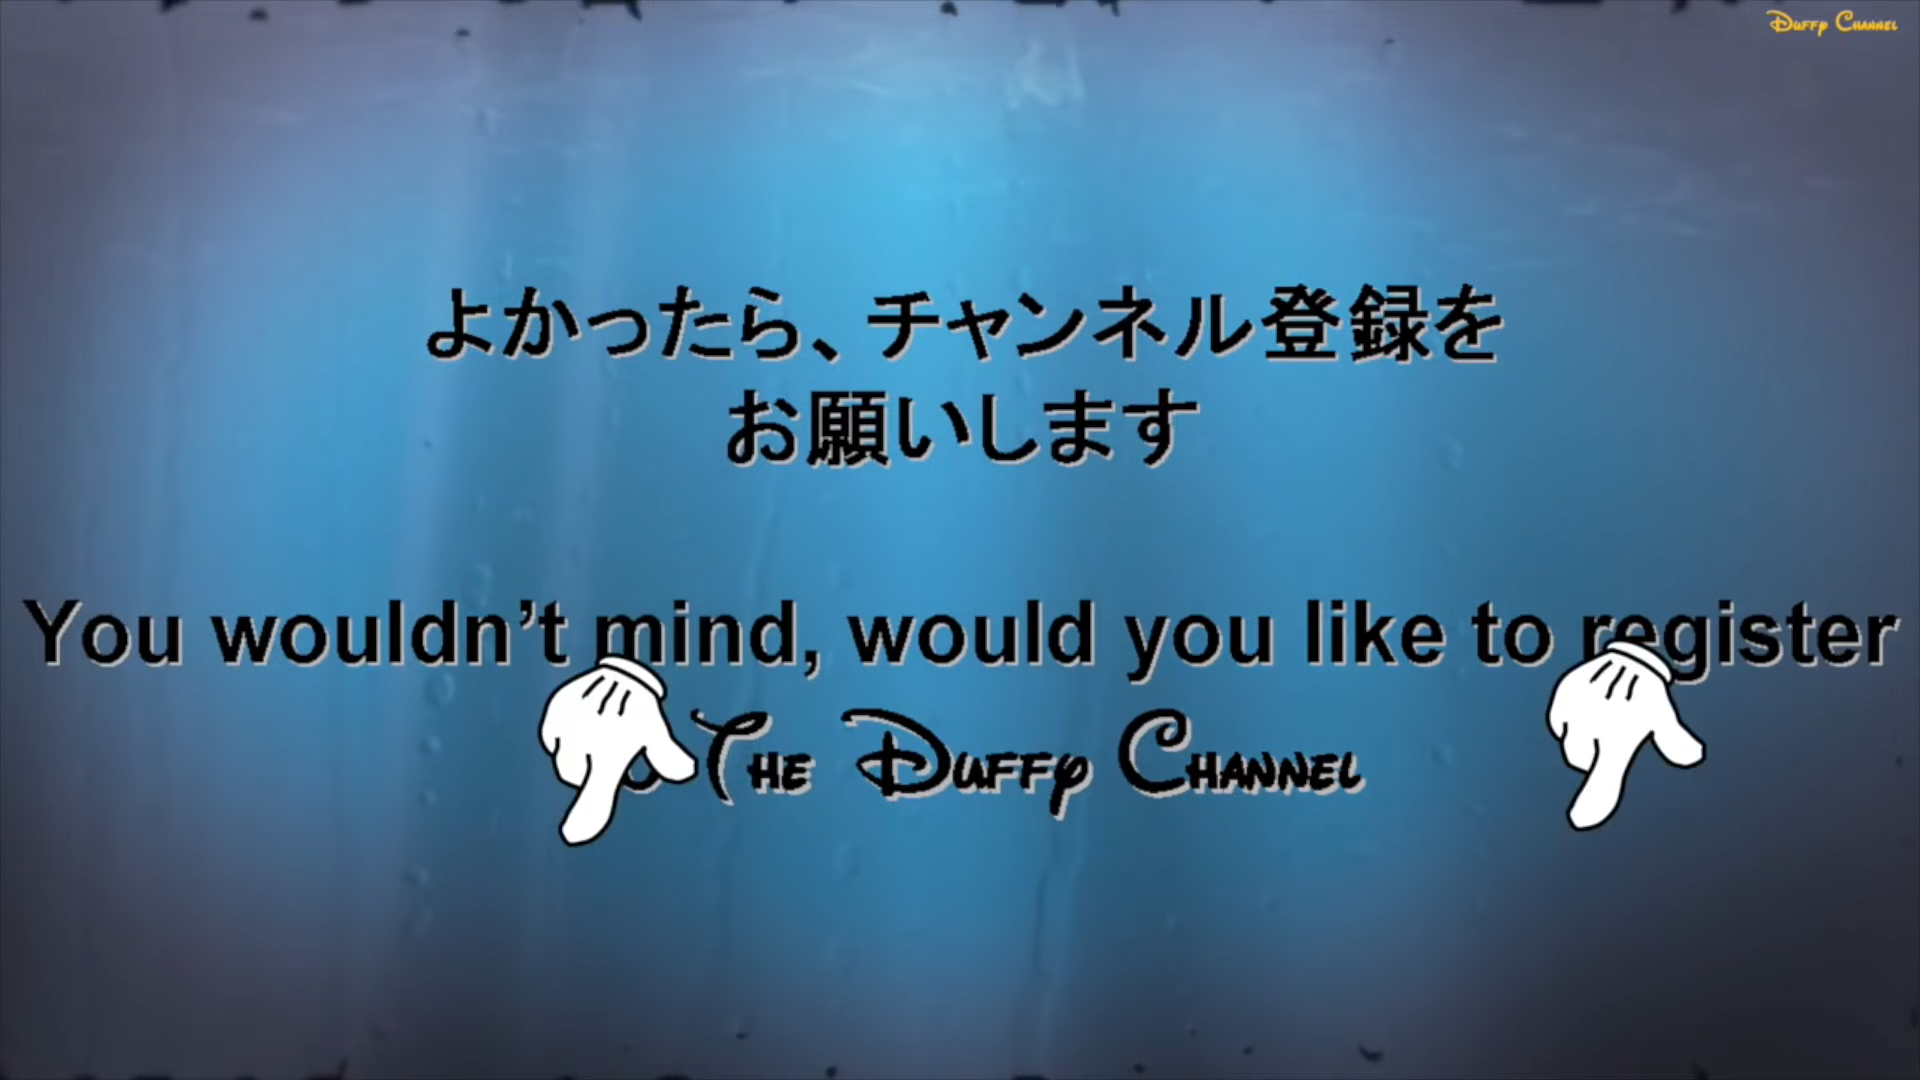 Duffy Channel
よかったら、チャンネル登録を
お願いします
You wouldn’t mind, would you like to register
The Duffy Channel